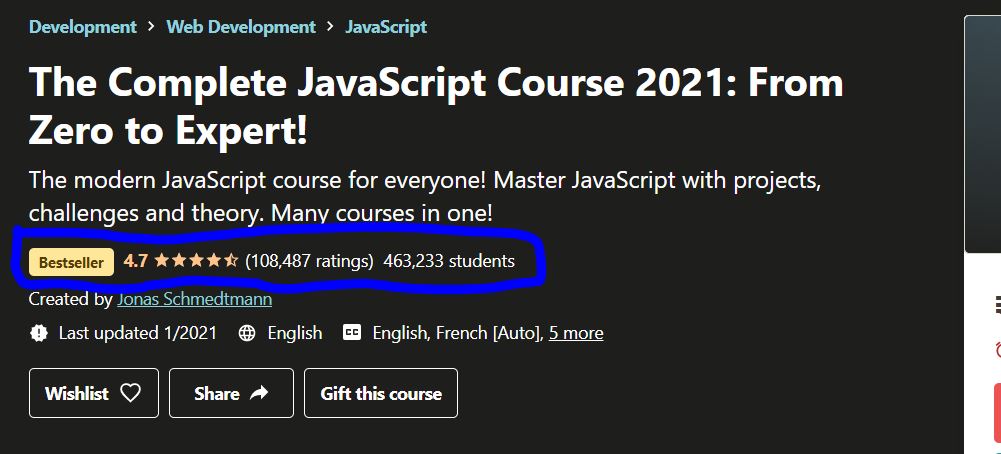 Development > Web Development > JavaScript
The Complete JavaScript Course 2021: From
Zero to Expert!
The modern JavaScript course for everyone! Master JavaScript with projects,
challenges and theory. Many courses in one!
Bestseller 4.7 (108,487 ratings) 463,233 students
Created by Jonas Schmedtmann
Last updated 1/2021 English CC English, French [Auto], 5 more
Wishlist Share Gift this course